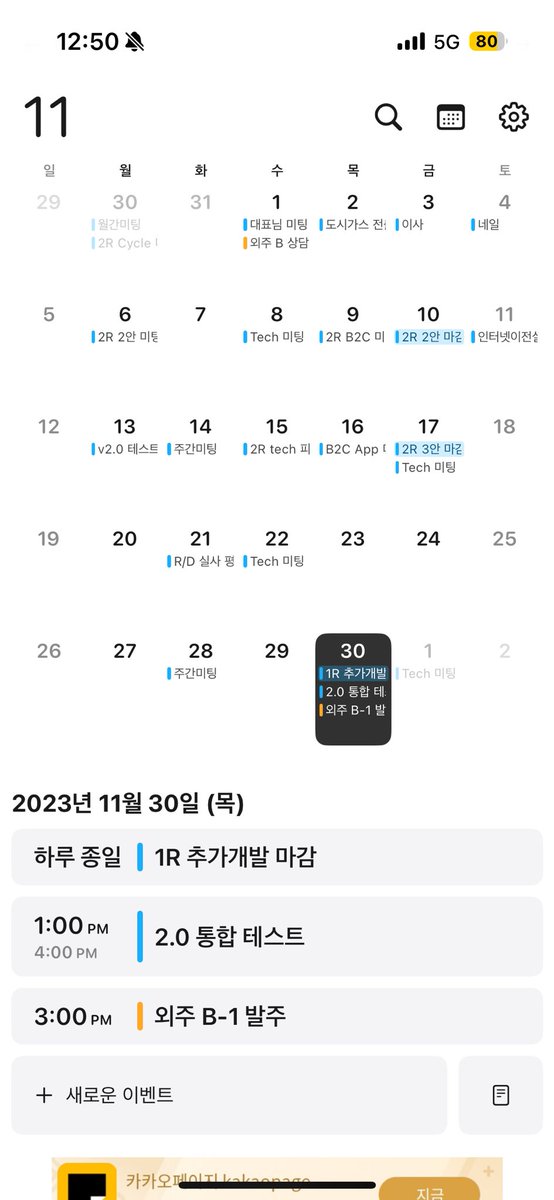 12:50 5G 80
11
일 월 화 수 목 금 토
29 30 31 1 2 3 4
월간미팅 대표님 미팅 도시가스 전 이사 네일
2R Cycle 외주 B 상담
5 6 7 8 9 10 11
2R 2안 미팅 Tech 미팅 2R B2C 미 2R 2안 마감 인터넷이전설
12 13 14 15 16 17 18
v2.0 테스트 주간미팅 2R tech 피 B2C App 2R 3안 마감
Tech 미팅
19 20 21 22 23 24 25
R/D 실사 평 Tech 미팅
26 27 28 29 30 1 2
주간미팅 1R 추가개발 Tech 미팅
2.0 통합 테
외주 B-1 발
2023년 11월 30일 (목)
하루 종일 1R 추가개발 마감
1:00 PM
4:00 PM
2.0 통합 테스트
3:00 PM 외주 B-1 발주
+ 새로운 이벤트
카카오페이지 kakaopage
지금